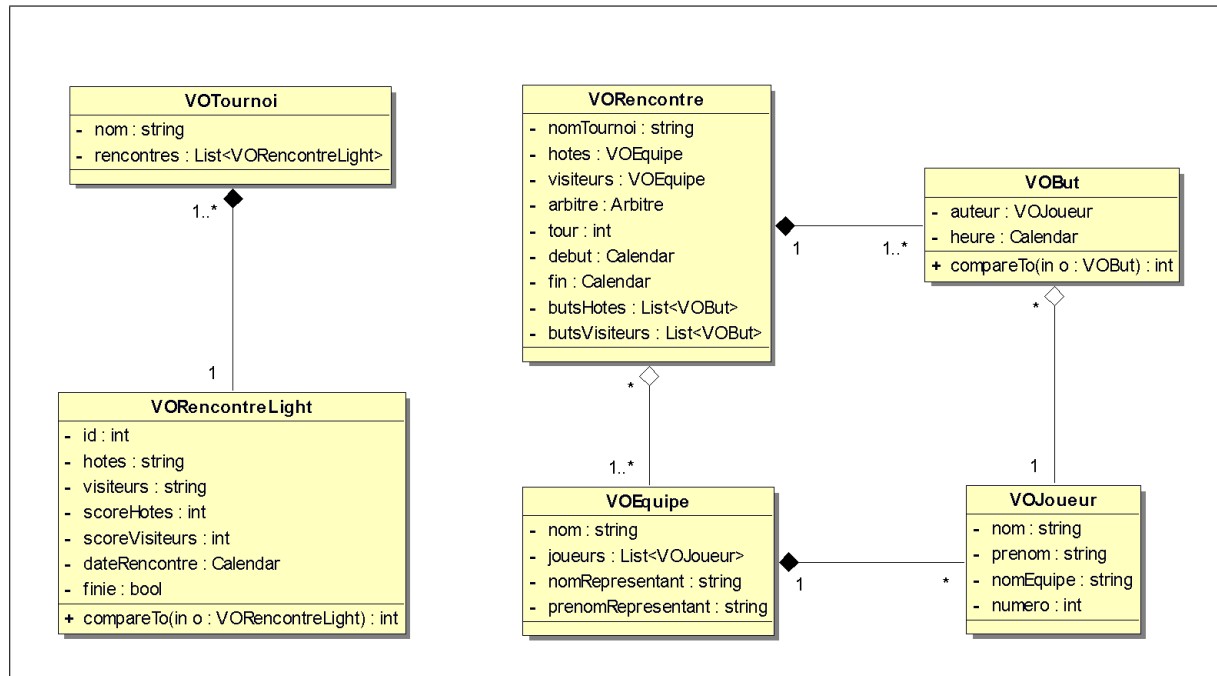 VOTournoi
- nom : string
- rencontres : List<VORencontreLight>
1..*
1
VORencontreLight
- id : int
- hotes : string
- visiteurs : string
- scoreHotes : int
- scoreVisiteurs : int
- dateRencontre : Calendar
- finie : bool
+ compareTo(in o : VORencontreLight) : int
VORencontre
- nomTournoi : string
- hotes : VOEquipe
- visiteurs : VOEquipe
- arbitre : Arbitre
- tour : int
- debut : Calendar
- fin : Calendar
- butsHotes : List<VOBut>
- butsVisiteurs : List<VOBut>
1
1..*
VOBut
- auteur : VOJoueur
- heure : Calendar
+ compareTo(in o : VOBut) : int
*
1..*
VOEquipe
- nom : string
- joueurs : List<VOJoueur>
- nomRepresentant : string
- prenomRepresentant : string
1
*
*
1
VOJoueur
- nom : string
- prenom : string
- nomEquipe : string
- numero : int